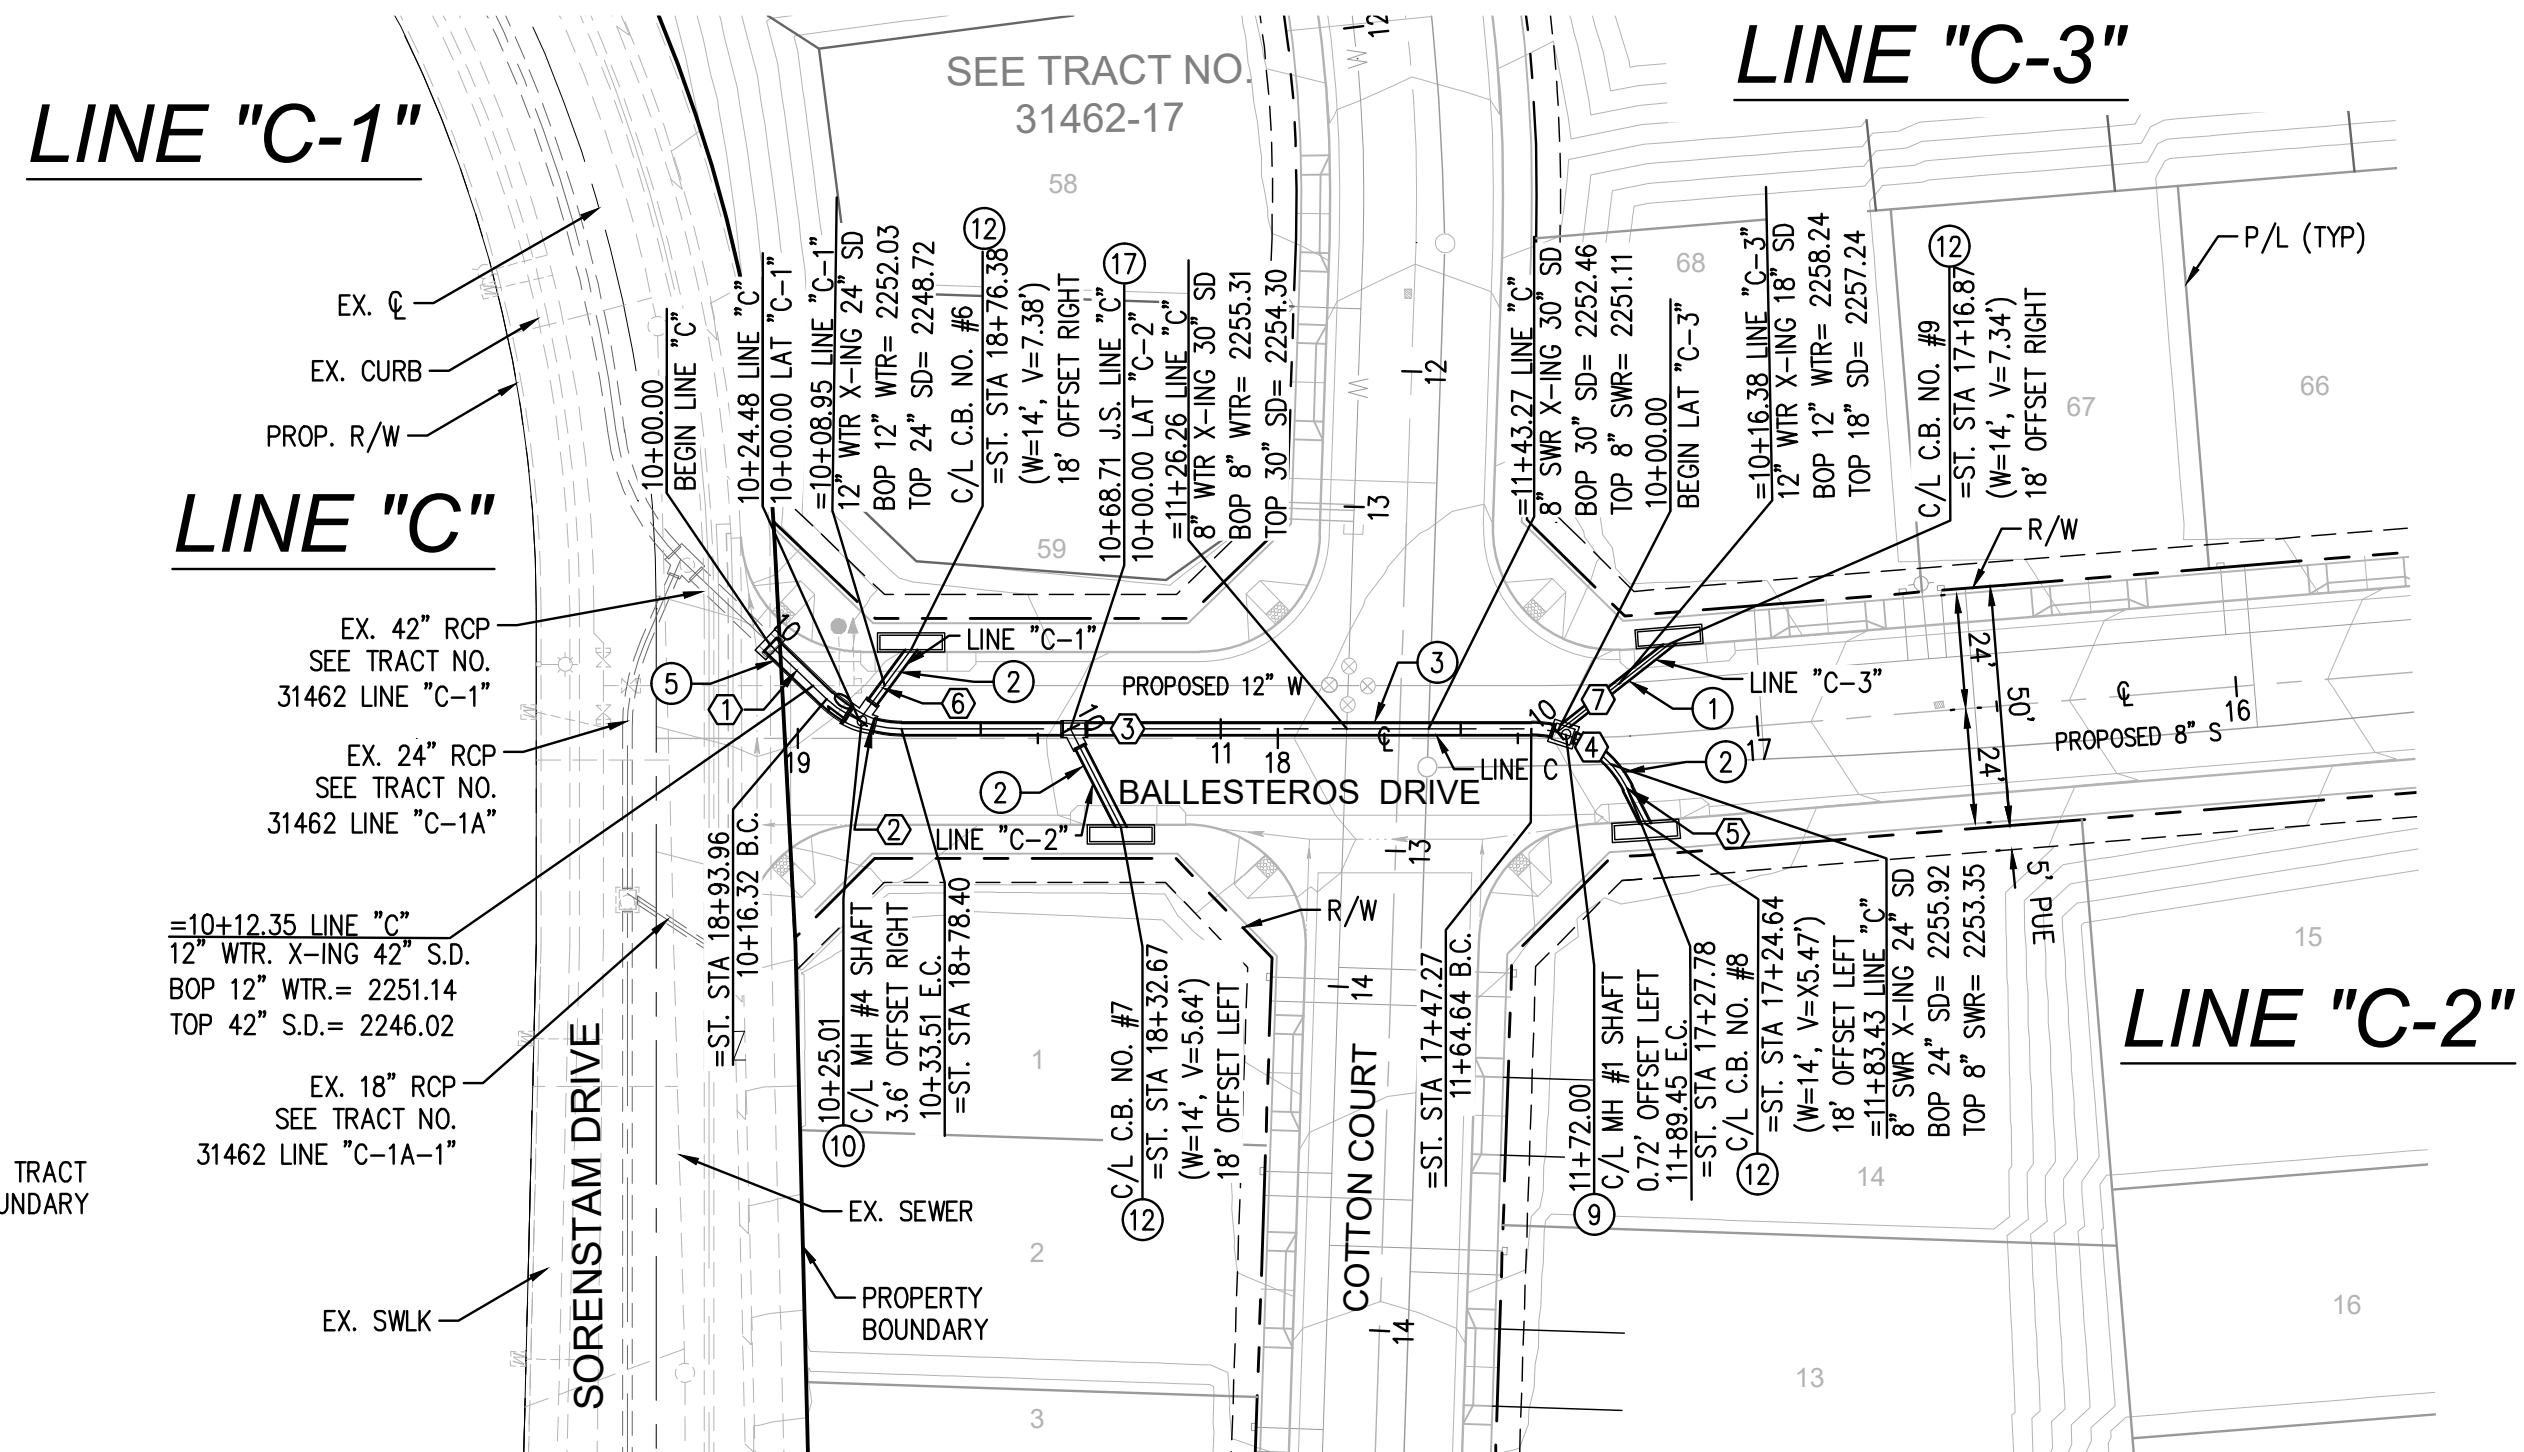 LINE "C-1"
LINE "C-3"
LINE "C"
LINE "C-2"
SEE TRACT NO.
31462-17
EX. ℄
EX. CURB
PROP. R/W
EX. 42" RCP
SEE TRACT NO.
31462 LINE "C-1"
EX. 24" RCP
SEE TRACT NO.
31462 LINE "C-1A"
=10+12.35 LINE "C"
12" WTR. X-ING 42" S.D.
BOP 12" WTR.= 2251.14
TOP 42" S.D.= 2246.02
EX. 18" RCP
SEE TRACT NO.
31462 LINE "C-1A-1"
TRACT
UNDARY
EX. SWLK
SORENSTAM DRIVE
EX. SEWER
PROPERTY
BOUNDARY
10+00.00
BEGIN LINE "C"
10+24.48 LINE "C"
10+00.00 LAT "C-1"
=10+08.95 LINE "C-1"
12" WTR X-ING 24" SD
BOP 12" WTR= 2252.03
TOP 24" SD= 2248.72
12
C/L C.B. NO. #6
=ST. STA 18+76.38
(W=14', V=7.38')
18' OFFSET RIGHT
17
10+68.71 J.S. LINE "C"
10+00.00 LAT "C-2"
=11+26.26 LINE "C"
8" WTR X-ING 30" SD
BOP 8" WTR= 2255.31
TOP 30" SD= 2254.30
=11+43.27 LINE "C"
8" SWR X-ING 30" SD
BOP 30" SD= 2252.46
TOP 8" SWR= 2251.11
10+00.00
BEGIN LAT "C-3"
=10+16.38 LINE "C-3"
12" WTR X-ING 18" SD
BOP 12" WTR= 2258.24
TOP 18" SD= 2257.24
12
C/L C.B. NO. #9
=ST. STA 17+16.87
(W=14', V=7.34')
18' OFFSET RIGHT
P/L (TYP)
R/W
58
59
68
67
66
12
12
13
10
5
1
LINE "C-1"
2
6
PROPOSED 12" W
3
3
10
19
11
18
℄
10
7
LINE "C-3"
1
4
2
17
℄
16
PROPOSED 8" S
24'
50'
24'
2
LINE "C-2"
2
BALLESTEROS DRIVE
LINE C
5
13
14
14
R/W
5' PUE
=ST. STA 18+93.96
10+16.32 B.C.
10+25.01
C/L MH #4 SHAFT
3.6' OFFSET RIGHT
10
10+33.51 E.C.
=ST. STA 18+78.40
C/L C.B. NO. #7
=ST. STA 18+32.67
(W=14', V=5.64')
18' OFFSET LEFT
12
COTTON COURT
=ST. STA 17+47.27
11+64.64 B.C.
11+72.00
C/L MH #1 SHAFT
0.72' OFFSET LEFT
9
11+89.45 E.C.
=ST. STA 17+27.78
C/L C.B. NO. #8
=ST. STA 17+24.64
(W=14', V=X5.47')
18' OFFSET LEFT
12
=11+83.43 LINE "C"
8" SWR X-ING 24" SD
BOP 24" SD= 2255.92
TOP 8" SWR= 2253.35
1
2
3
13
14
15
16